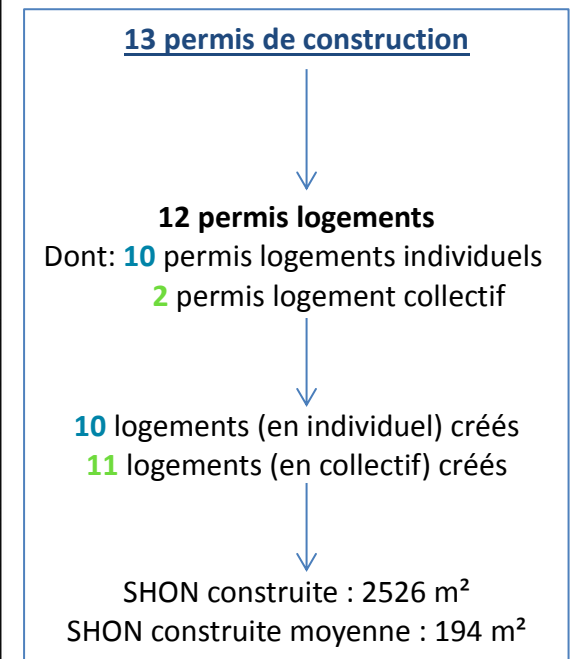 13 permis de construction
12 permis logements
Dont: 10 permis logements individuels
2 permis logement collectif
10 logements (en individuel) créés
11 logements (en collectif) créés
SHON construite : 2526 m²
SHON construite moyenne : 194 m²